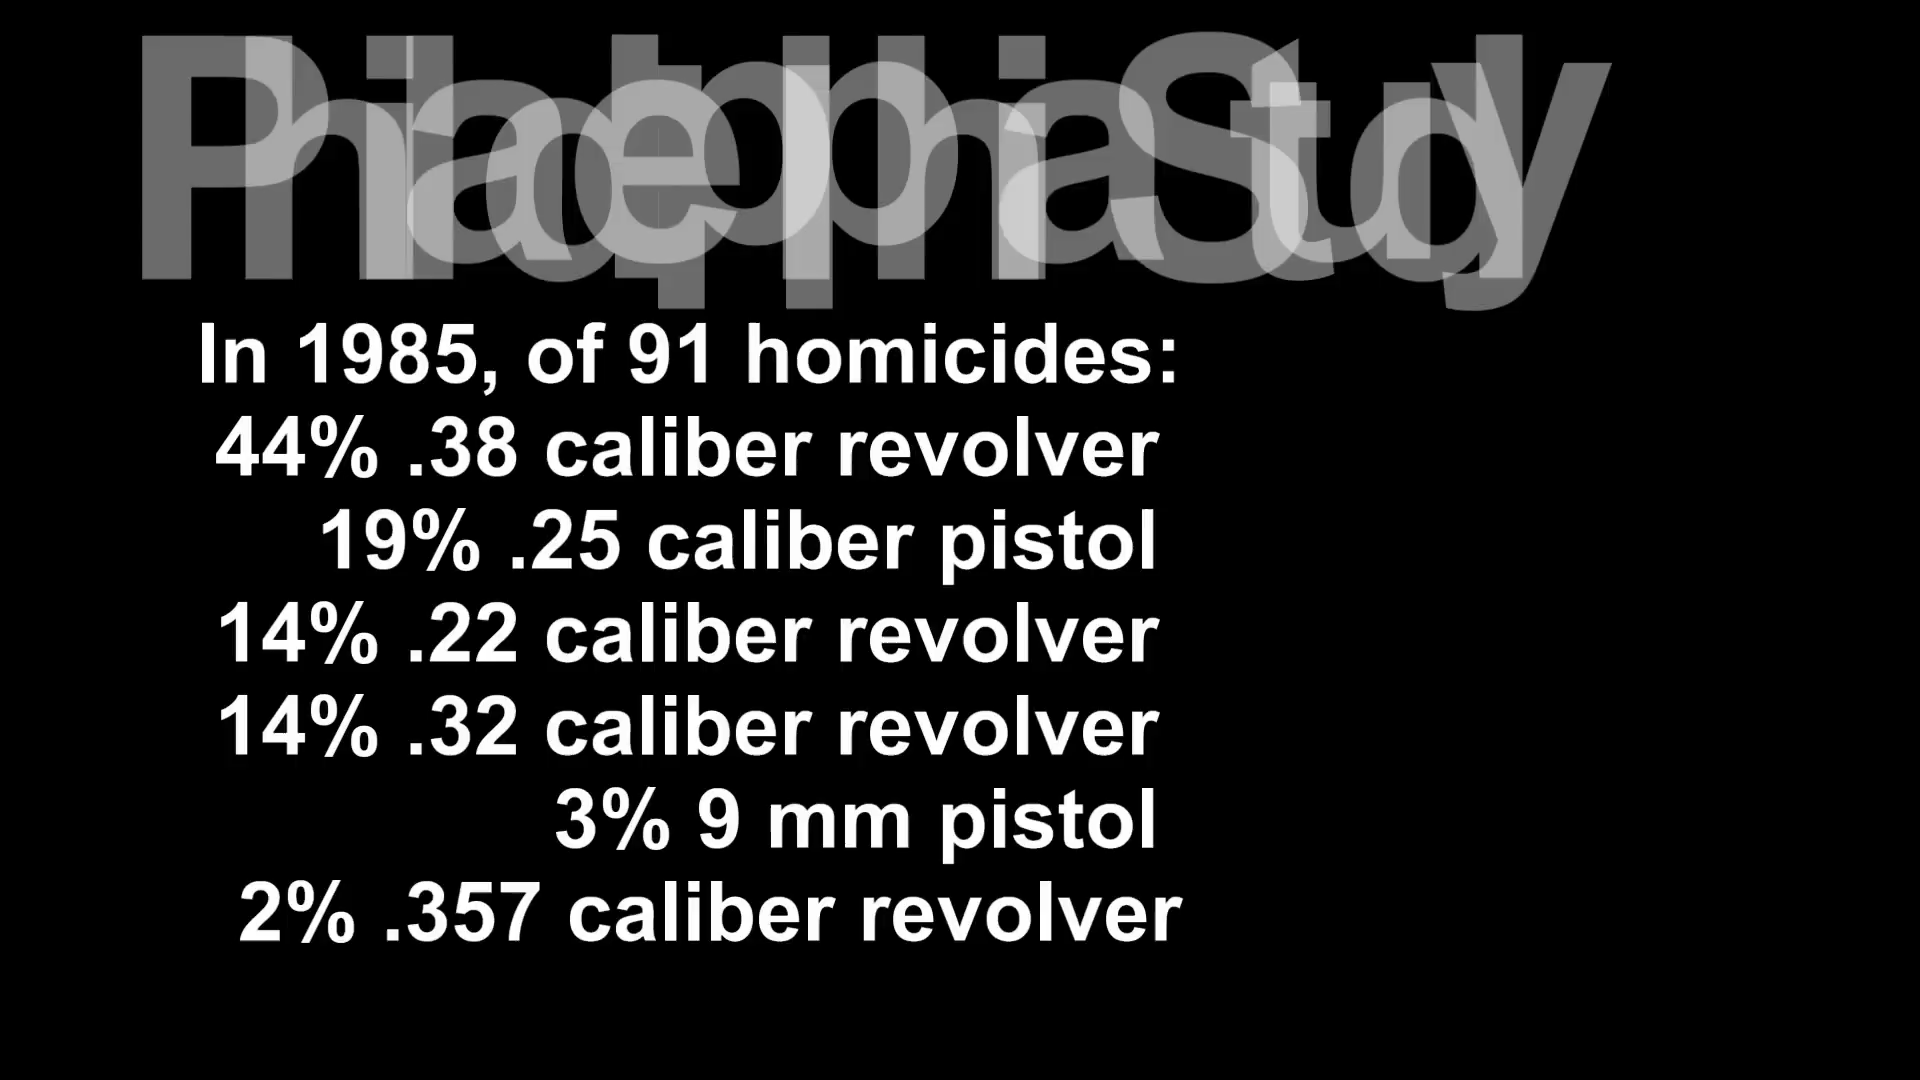 Philadelphia Study
In 1985, of 91 homicides:
44% .38 caliber revolver
19% .25 caliber pistol
14% .22 caliber revolver
14% .32 caliber revolver
3% 9 mm pistol
2% .357 caliber revolver